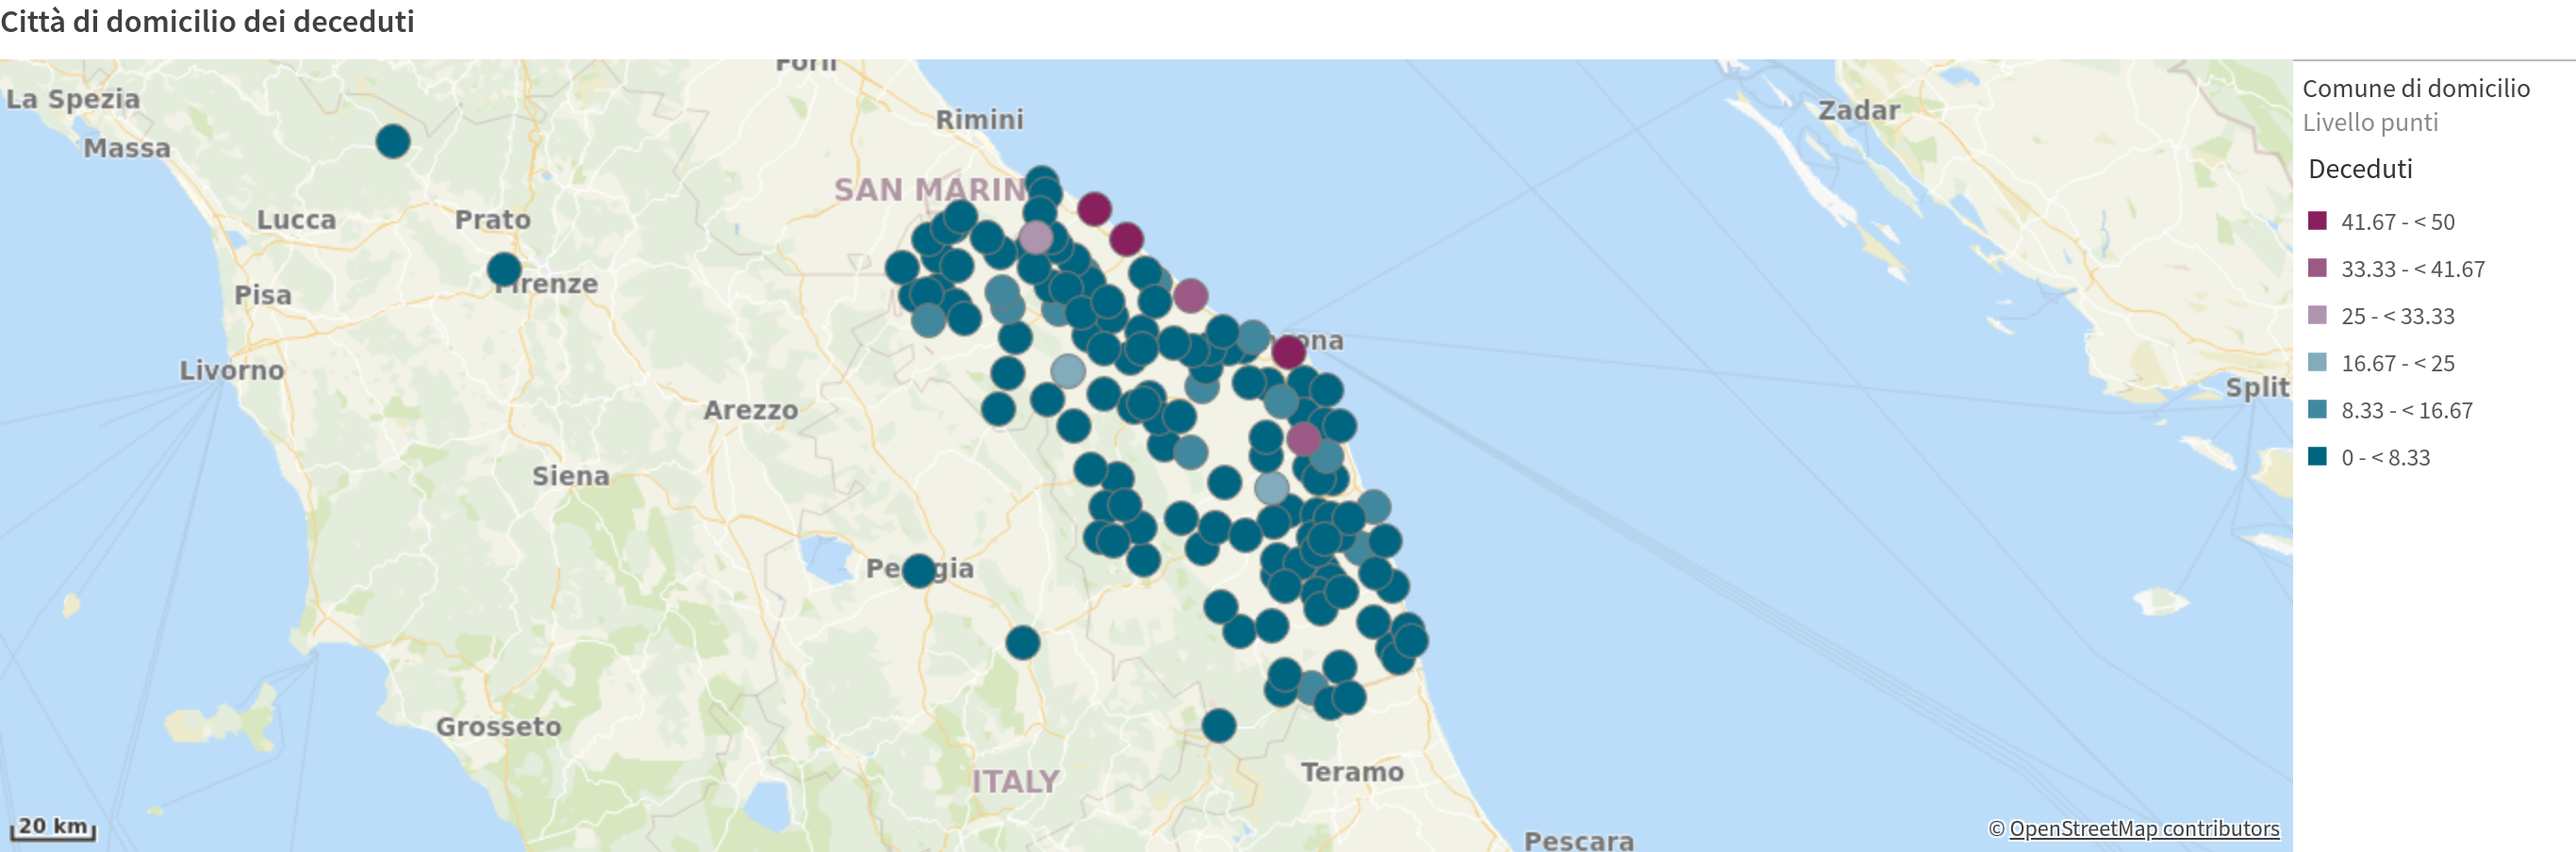 Città di domicilio dei deceduti
Forlì
La Spezia
Massa
Rimini
Zadar
SAN MARIN
Lucca
Prato
Firenze
Pisa
Livorno
Arezzo
Split
Siena
Grosseto
ITALY
Teramo
Pescara
20 km
© OpenStreetMap contributors
Comune di domicilio
Livello punti
Deceduti
41.67 - < 50
33.33 - < 41.67
25 - < 33.33
16.67 - < 25
8.33 - < 16.67
0 - < 8.33